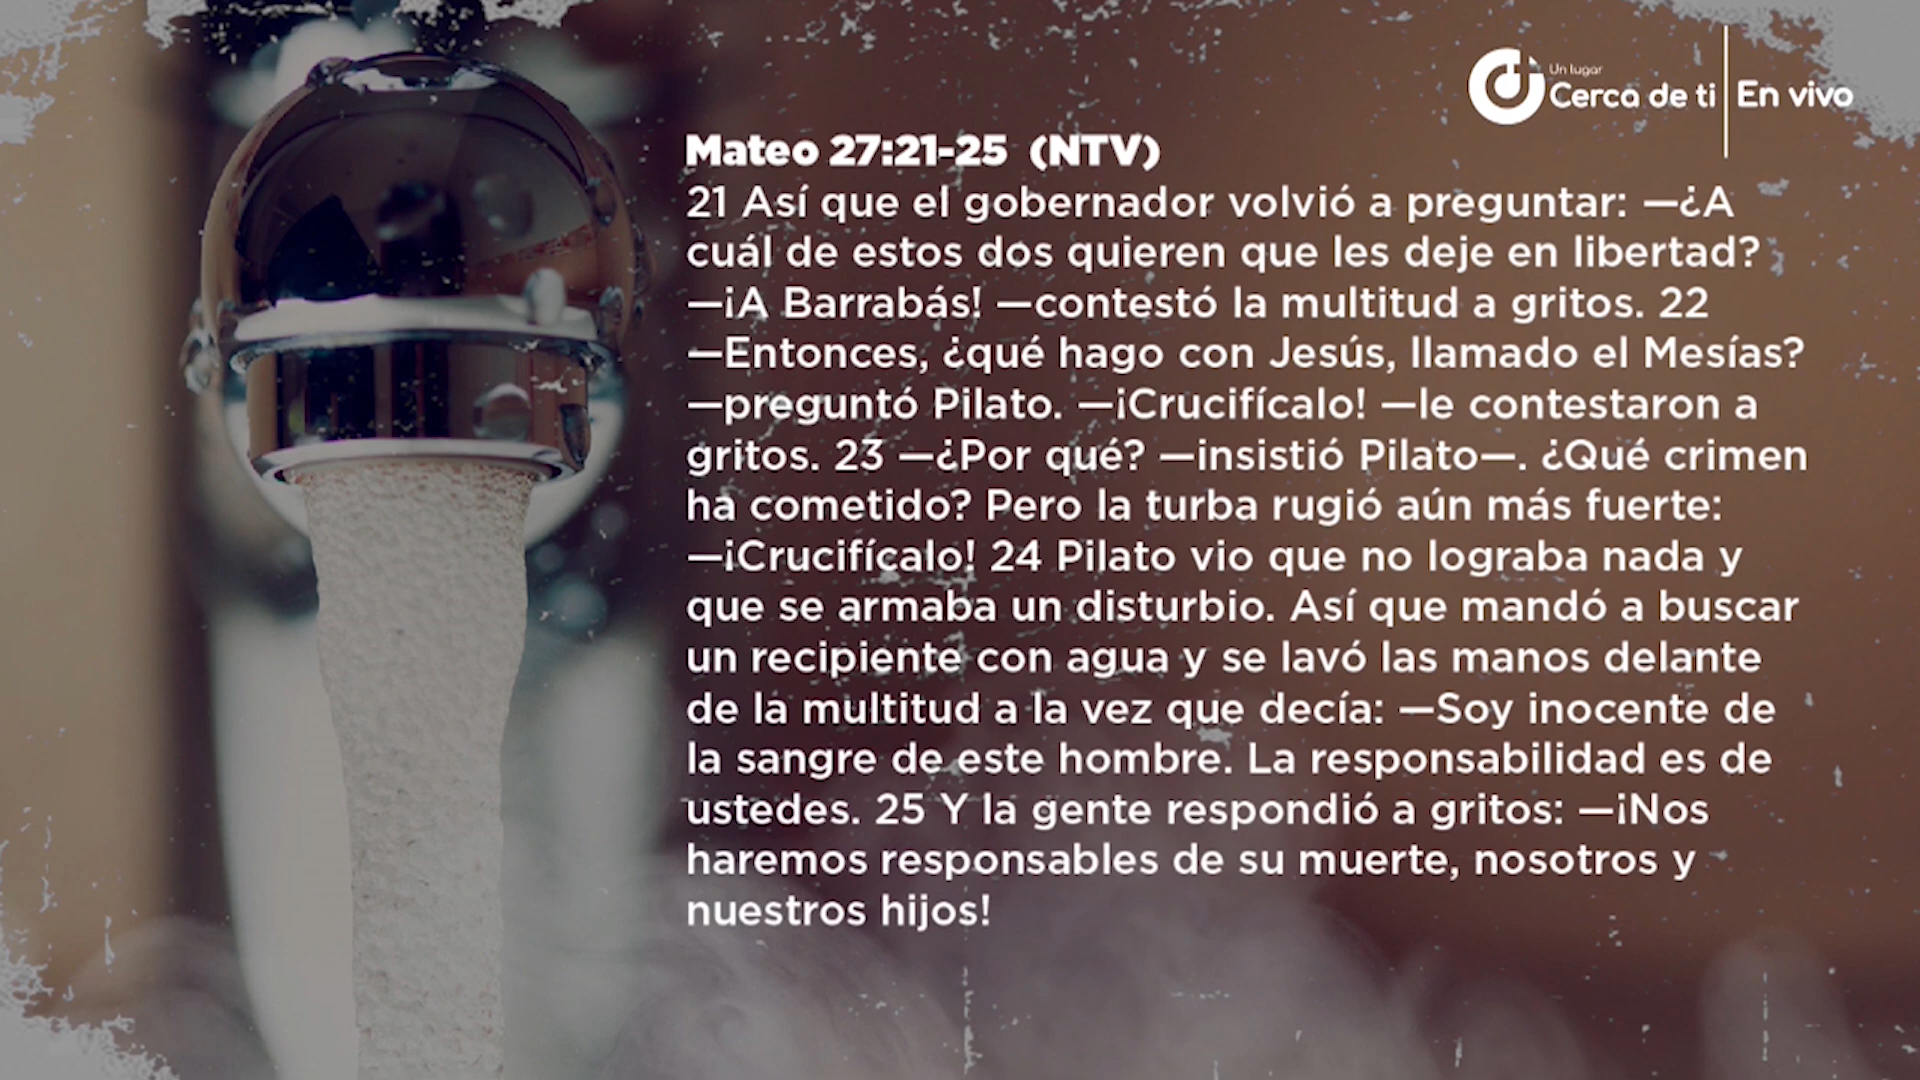 Un lugar
Cerca de ti
En vivo
Mateo 27:21-25 (NTV)
21 Así que el gobernador volvió a preguntar: —¿A
cuál de estos dos quieren que les deje en libertad?
—¡A Barrabás! —contestó la multitud a gritos. 22
—Entonces, ¿qué hago con Jesús, llamado el Mesías?
—preguntó Pilato. —¡Crucifícalo! —le contestaron a
gritos. 23 —¿Por qué? —insistió Pilato—. ¿Qué crimen
ha cometido? Pero la turba rugió aún más fuerte:
—¡Crucifícalo! 24 Pilato vio que no lograba nada y
que se armaba un disturbio. Así que mandó a buscar
un recipiente con agua y se lavó las manos delante
de la multitud a la vez que decía: —Soy inocente de
la sangre de este hombre. La responsabilidad es de
ustedes. 25 Y la gente respondió a gritos: —¡Nos
haremos responsables de su muerte, nosotros y
nuestros hijos!